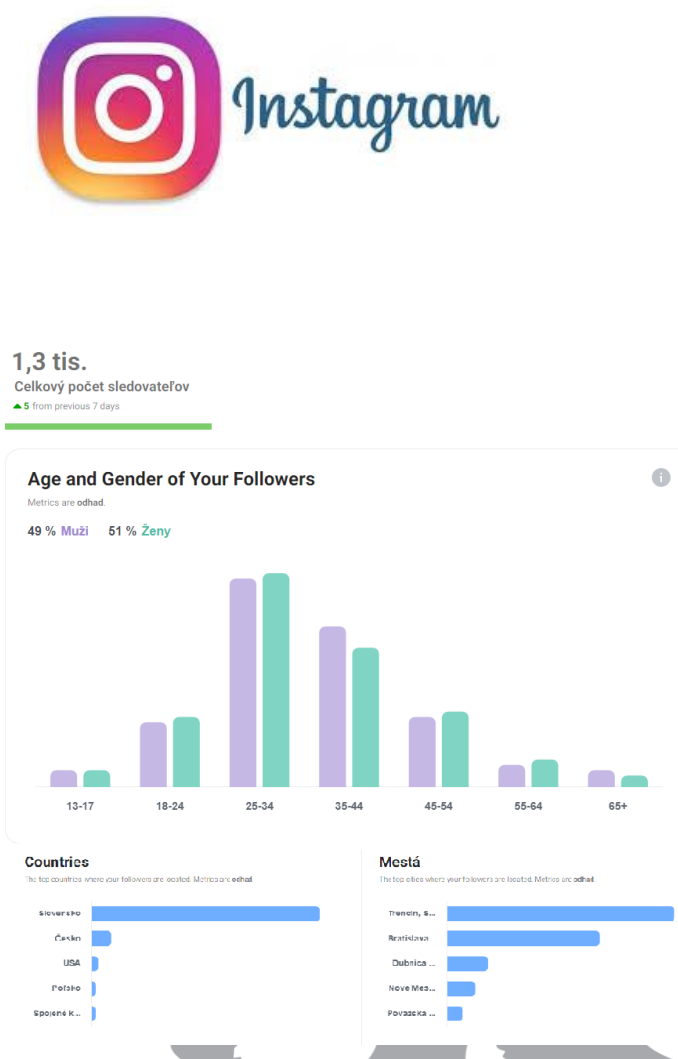 Instagram
1,3 tis.
Celkový počet sledovateľov
5 from previous 7 days
Age and Gender of Your Followers
Metrics are odhad.
49 % Muži 51 % Ženy
13-17 18-24 25-34 35-44 45-54 55-64 65+
Countries
The top countries where your followers are located. Metrics are odhad.
Slovensko
Česko
USA
Poľsko
Spojené k...
Mestá
The top cities where your followers are located. Metrics are odhad.
Trenčín, S...
Bratislava...
Dubnica ...
Nové Mes...
Považská ...